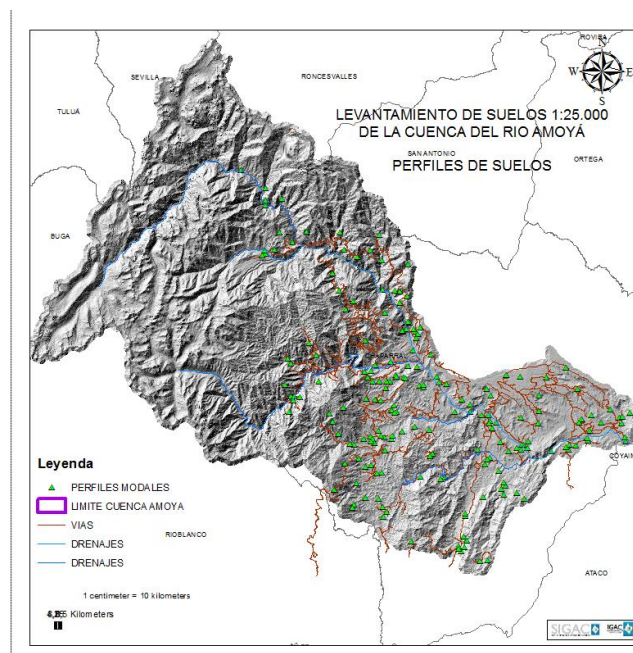 ROVIRA
N
W
E
S
SEVILLA
RONCESVALLES
TULUÁ
LEVANTAMIENTO DE SUELOS 1:25.000
DE LA CUENCA DEL RIO AMOYÁ
SAN ANTONIO
ORTEGA
PERFILES DE SUELOS
BUGA
CHAPARRAL
COYAIM
Leyenda
PERFILES MODALES
LIMITE CUENCA AMOYA
VIAS
DRENAJES
DRENAJES
RIOBLANCO
ATACO
1 centimeter = 10 kilometers
Kilometers
SIGAC
IGAC